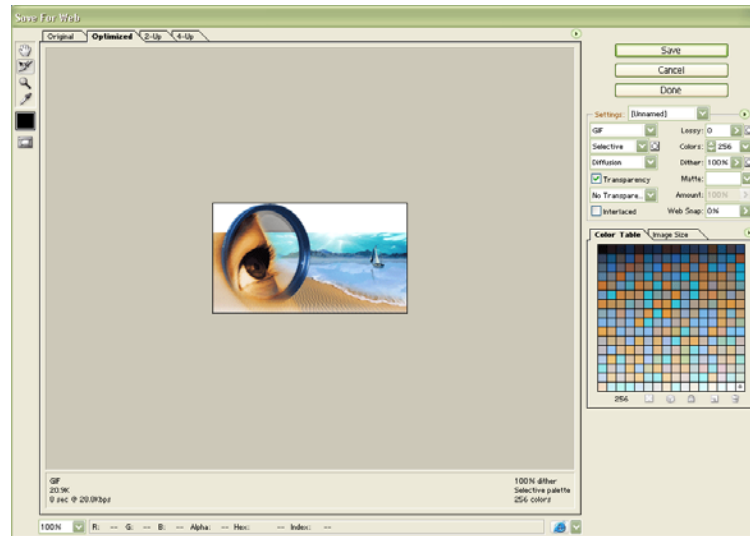 Save For Web
Original Optimized 2-Up 4-Up
Save
Cancel
Done
Settings: [Unnamed]
GIF Lossy: 0
Selective Colors: 256
Diffusion Dither: 100%
Transparency Matte:
No Transpare.. Amount: 100%
Interlaced Web Snap: 0%
Color Table Image Size
256
GIF 100% dither
20.9K Selective palette
8 sec @ 28.8Kbps 256 colors
100% R: -- G: -- B: -- Alpha: -- Hex: -- Index: --